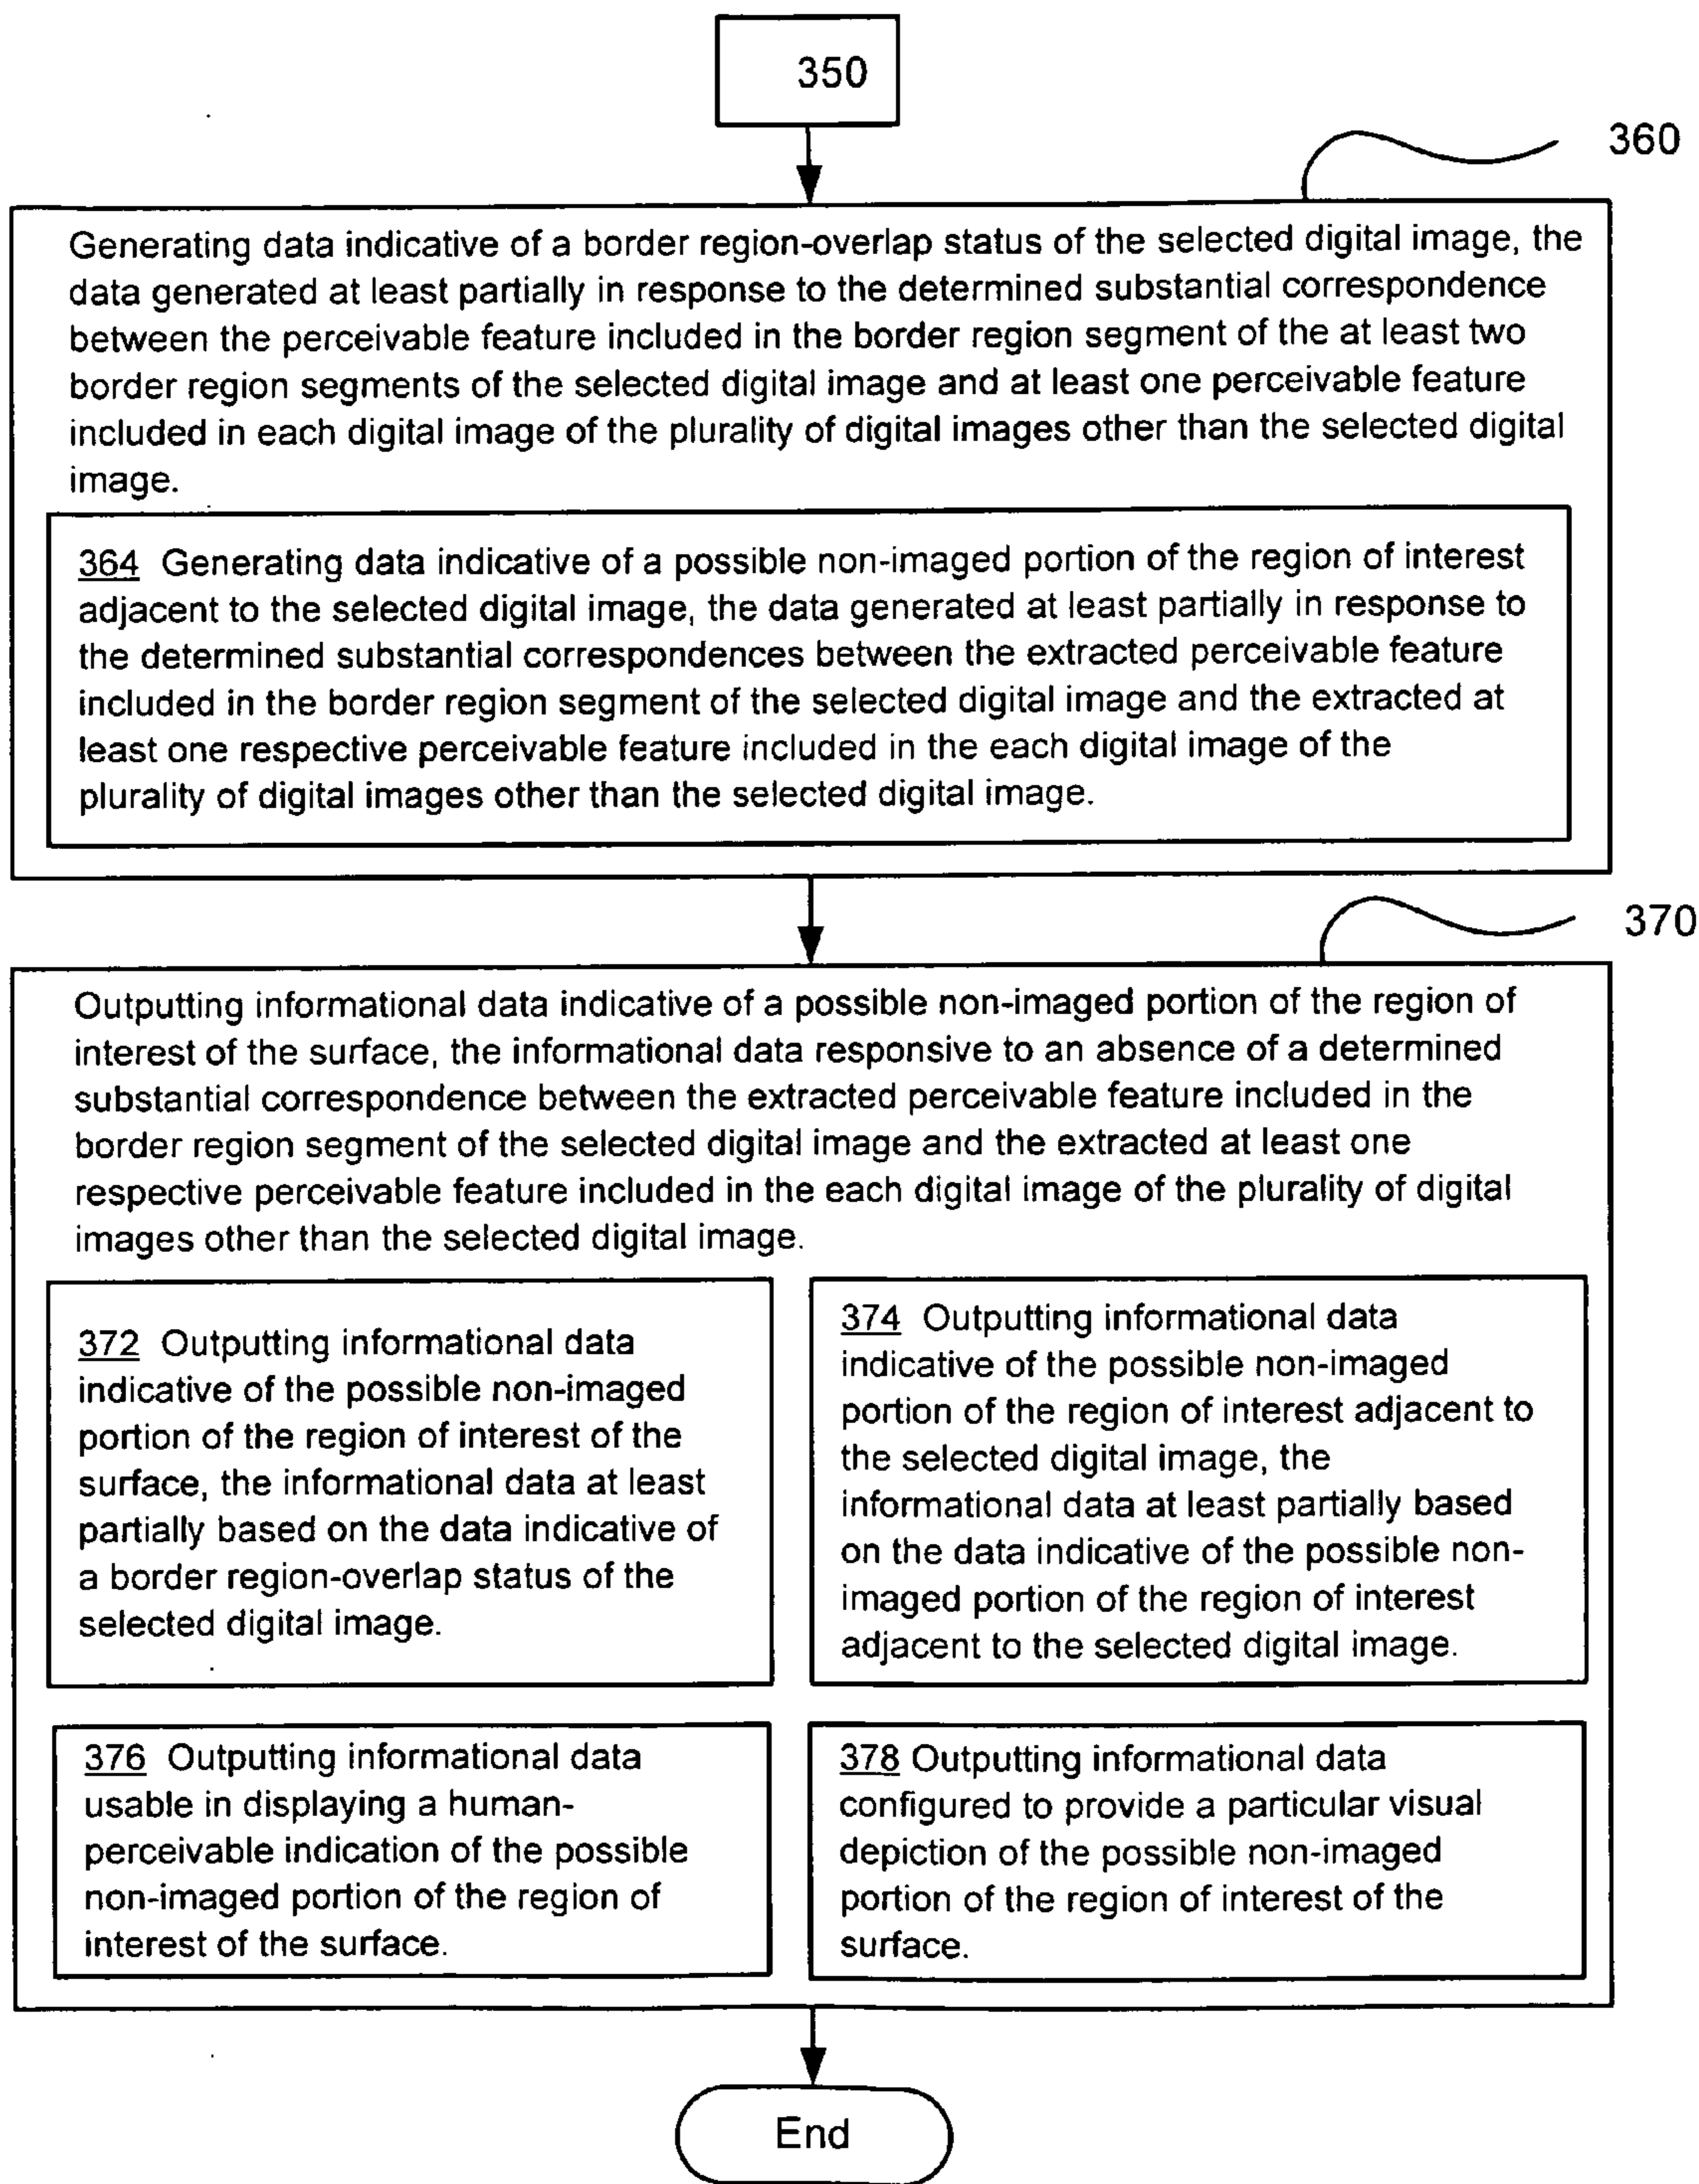 350
360
Generating data indicative of a border region-overlap status of the selected digital image, the
data generated at least partially in response to the determined substantial correspondence
between the perceivable feature included in the border region segment of the at least two
border region segments of the selected digital image and at least one perceivable feature
included in each digital image of the plurality of digital images other than the selected digital
image.
364 Generating data indicative of a possible non-imaged portion of the region of interest
adjacent to the selected digital image, the data generated at least partially in response to
the determined substantial correspondences between the extracted perceivable feature
included in the border region segment of the selected digital image and the extracted at
least one respective perceivable feature included in the each digital image of the
plurality of digital images other than the selected digital image.
370
Outputting informational data indicative of a possible non-imaged portion of the region of
interest of the surface, the informational data responsive to an absence of a determined
substantial correspondence between the extracted perceivable feature included in the
border region segment of the selected digital image and the extracted at least one
respective perceivable feature included in the each digital image of the plurality of digital
images other than the selected digital image.
372 Outputting informational data
indicative of the possible non-imaged
portion of the region of interest of the
surface, the informational data at least
partially based on the data indicative of
a border region-overlap status of the
selected digital image.
374 Outputting informational data
indicative of the possible non-imaged
portion of the region of interest adjacent to
the selected digital image, the
informational data at least partially based
on the data indicative of the possible non-
imaged portion of the region of interest
adjacent to the selected digital image.
376 Outputting informational data
usable in displaying a human-
perceivable indication of the possible
non-imaged portion of the region of
interest of the surface.
378 Outputting informational data
configured to provide a particular visual
depiction of the possible non-imaged
portion of the region of interest of the
surface.
End